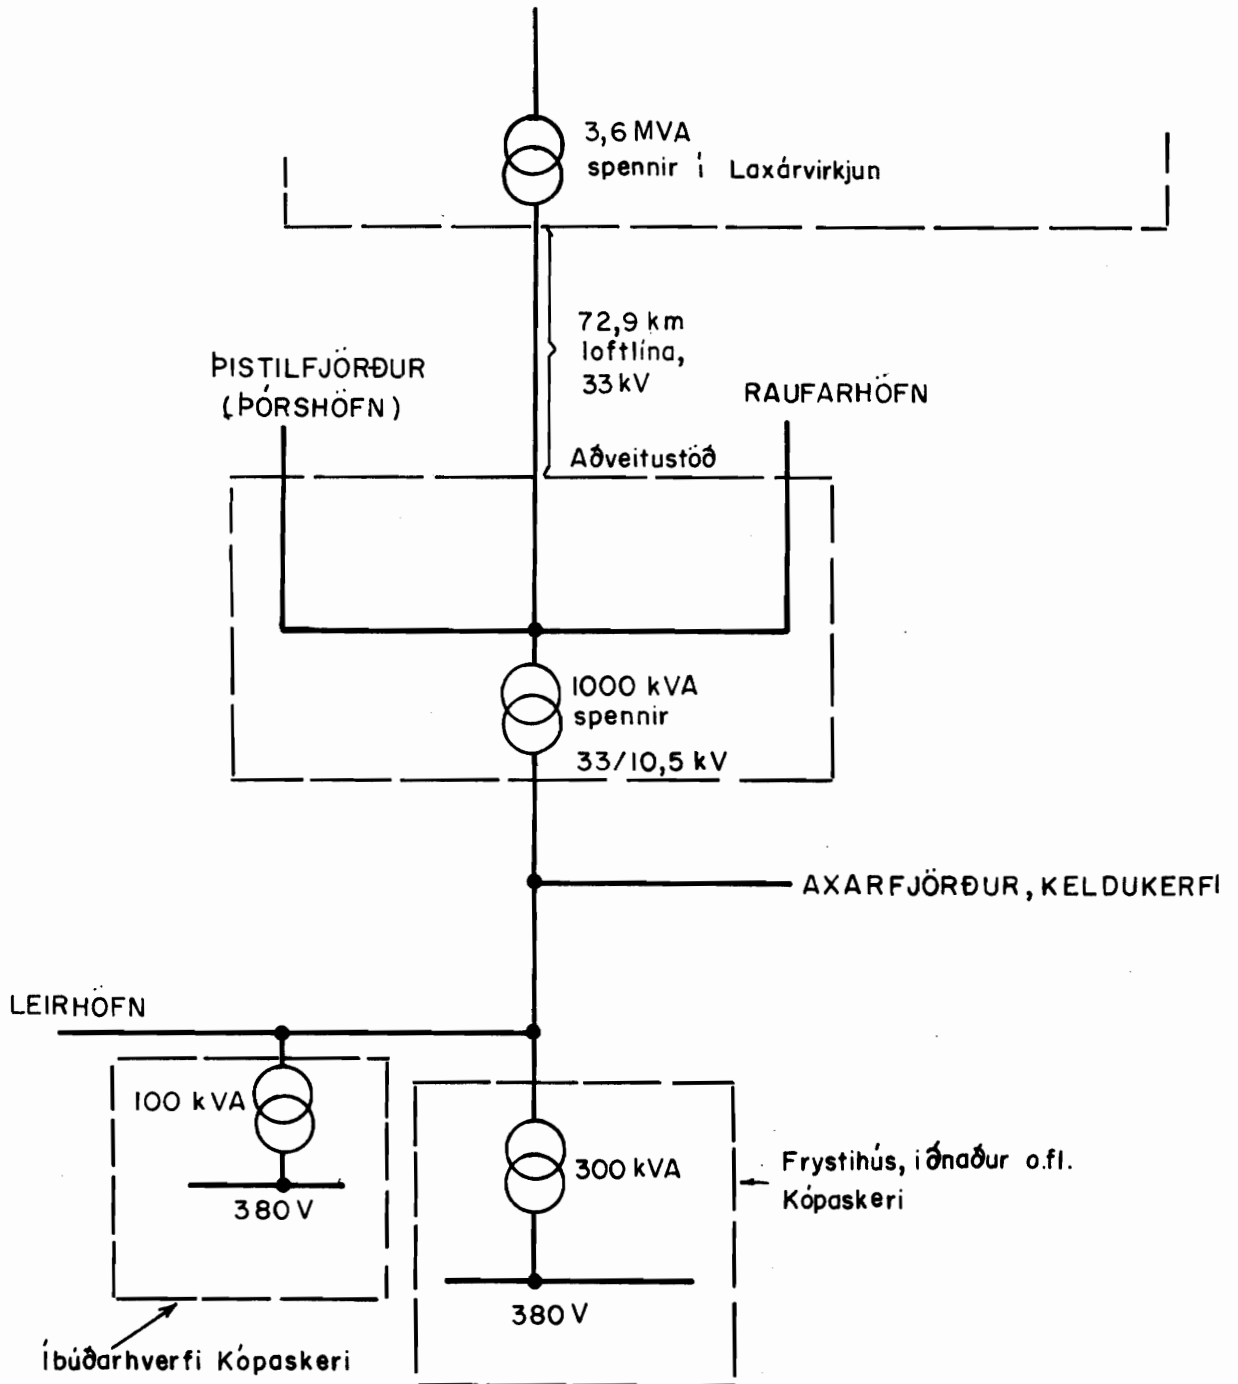 3,6 MVA
spennir í Laxárvirkjun
72,9 km
loftlína,
33 kV
ÞISTILFJÖRÐUR
(ÞÓRSHÖFN)
RAUFARHÖFN
Aðveitustöð
1000 kVA
spennir
33/10,5 kV
AXARFJÖRÐUR, KELDUKERFI
LEIRHÖFN
100 kVA
380 V
300 kVA
Frystihús, iðnaður o.fl.
Kópaskeri
380 V
Íbúðarhverfi Kópaskeri